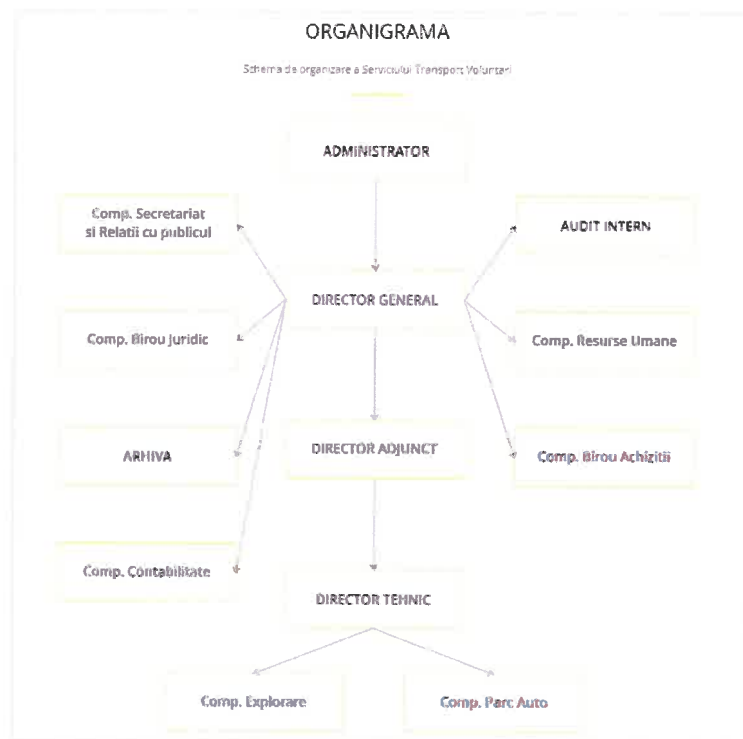 ORGANIGRAMA
Schema de organizare a Serviciului Transport Voluntari
ADMINISTRATOR
Comp. Secretariat
si Relatii cu publicul
AUDIT INTERN
DIRECTOR GENERAL
Comp. Birou Juridic
Comp. Resurse Umane
ARHIVA
DIRECTOR ADJUNCT
Comp. Birou Achizitii
Comp. Contabilitate
DIRECTOR TEHNIC
Comp. Explorare
Comp. Parc Auto